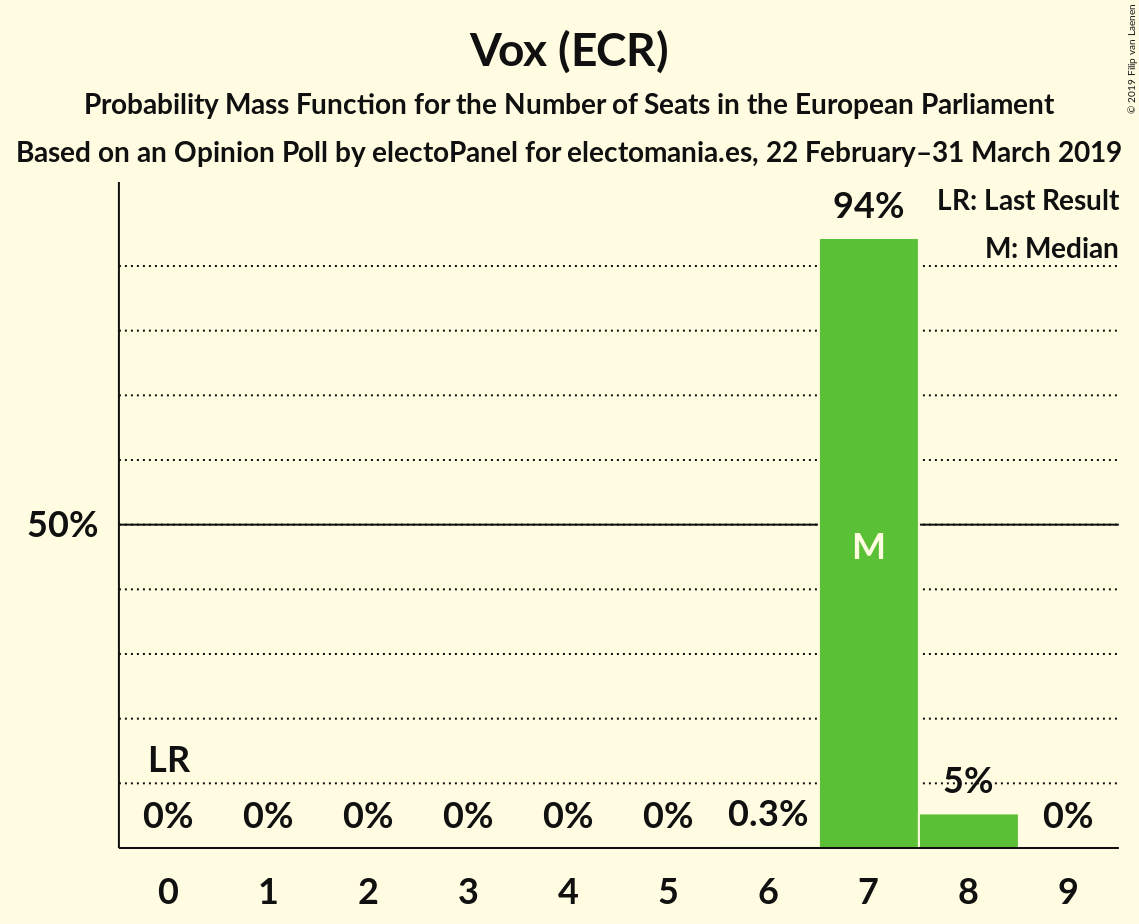 Vox (ECR)
Probability Mass Function for the Number of Seats in the European Parliament
Based on an Opinion Poll by electoPanel for electomania.es, 22 February–31 March 2019
© 2019 Filip van Laenen
LR: Last Result
M: Median
94%
50%
M
LR
5%
0% 0% 0% 0% 0% 0% 0.3% 0%
0 1 2 3 4 5 6 7 8 9